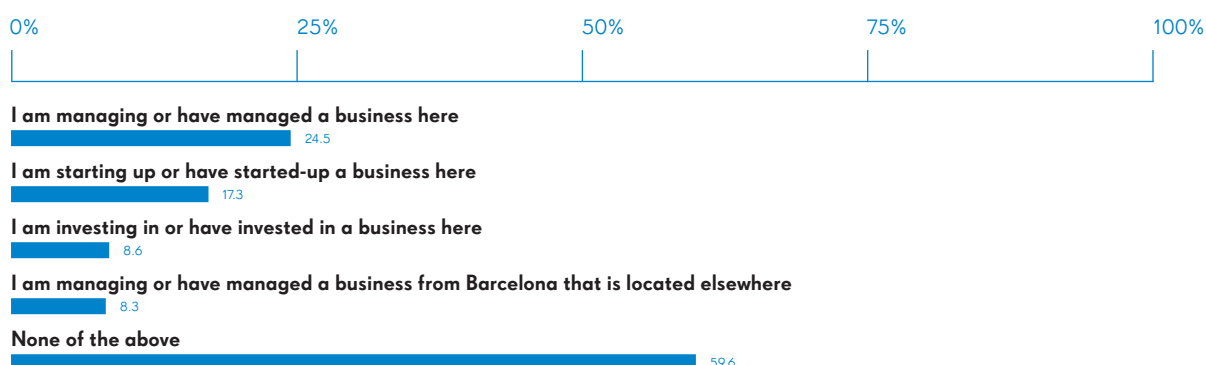 0% 25% 50% 75% 100%
I am managing or have managed a business here
24.5
I am starting up or have started-up a business here
17.3
I am investing in or have invested in a business here
8.6
I am managing or have managed a business from Barcelona that is located elsewhere
8.3
None of the above
59.6